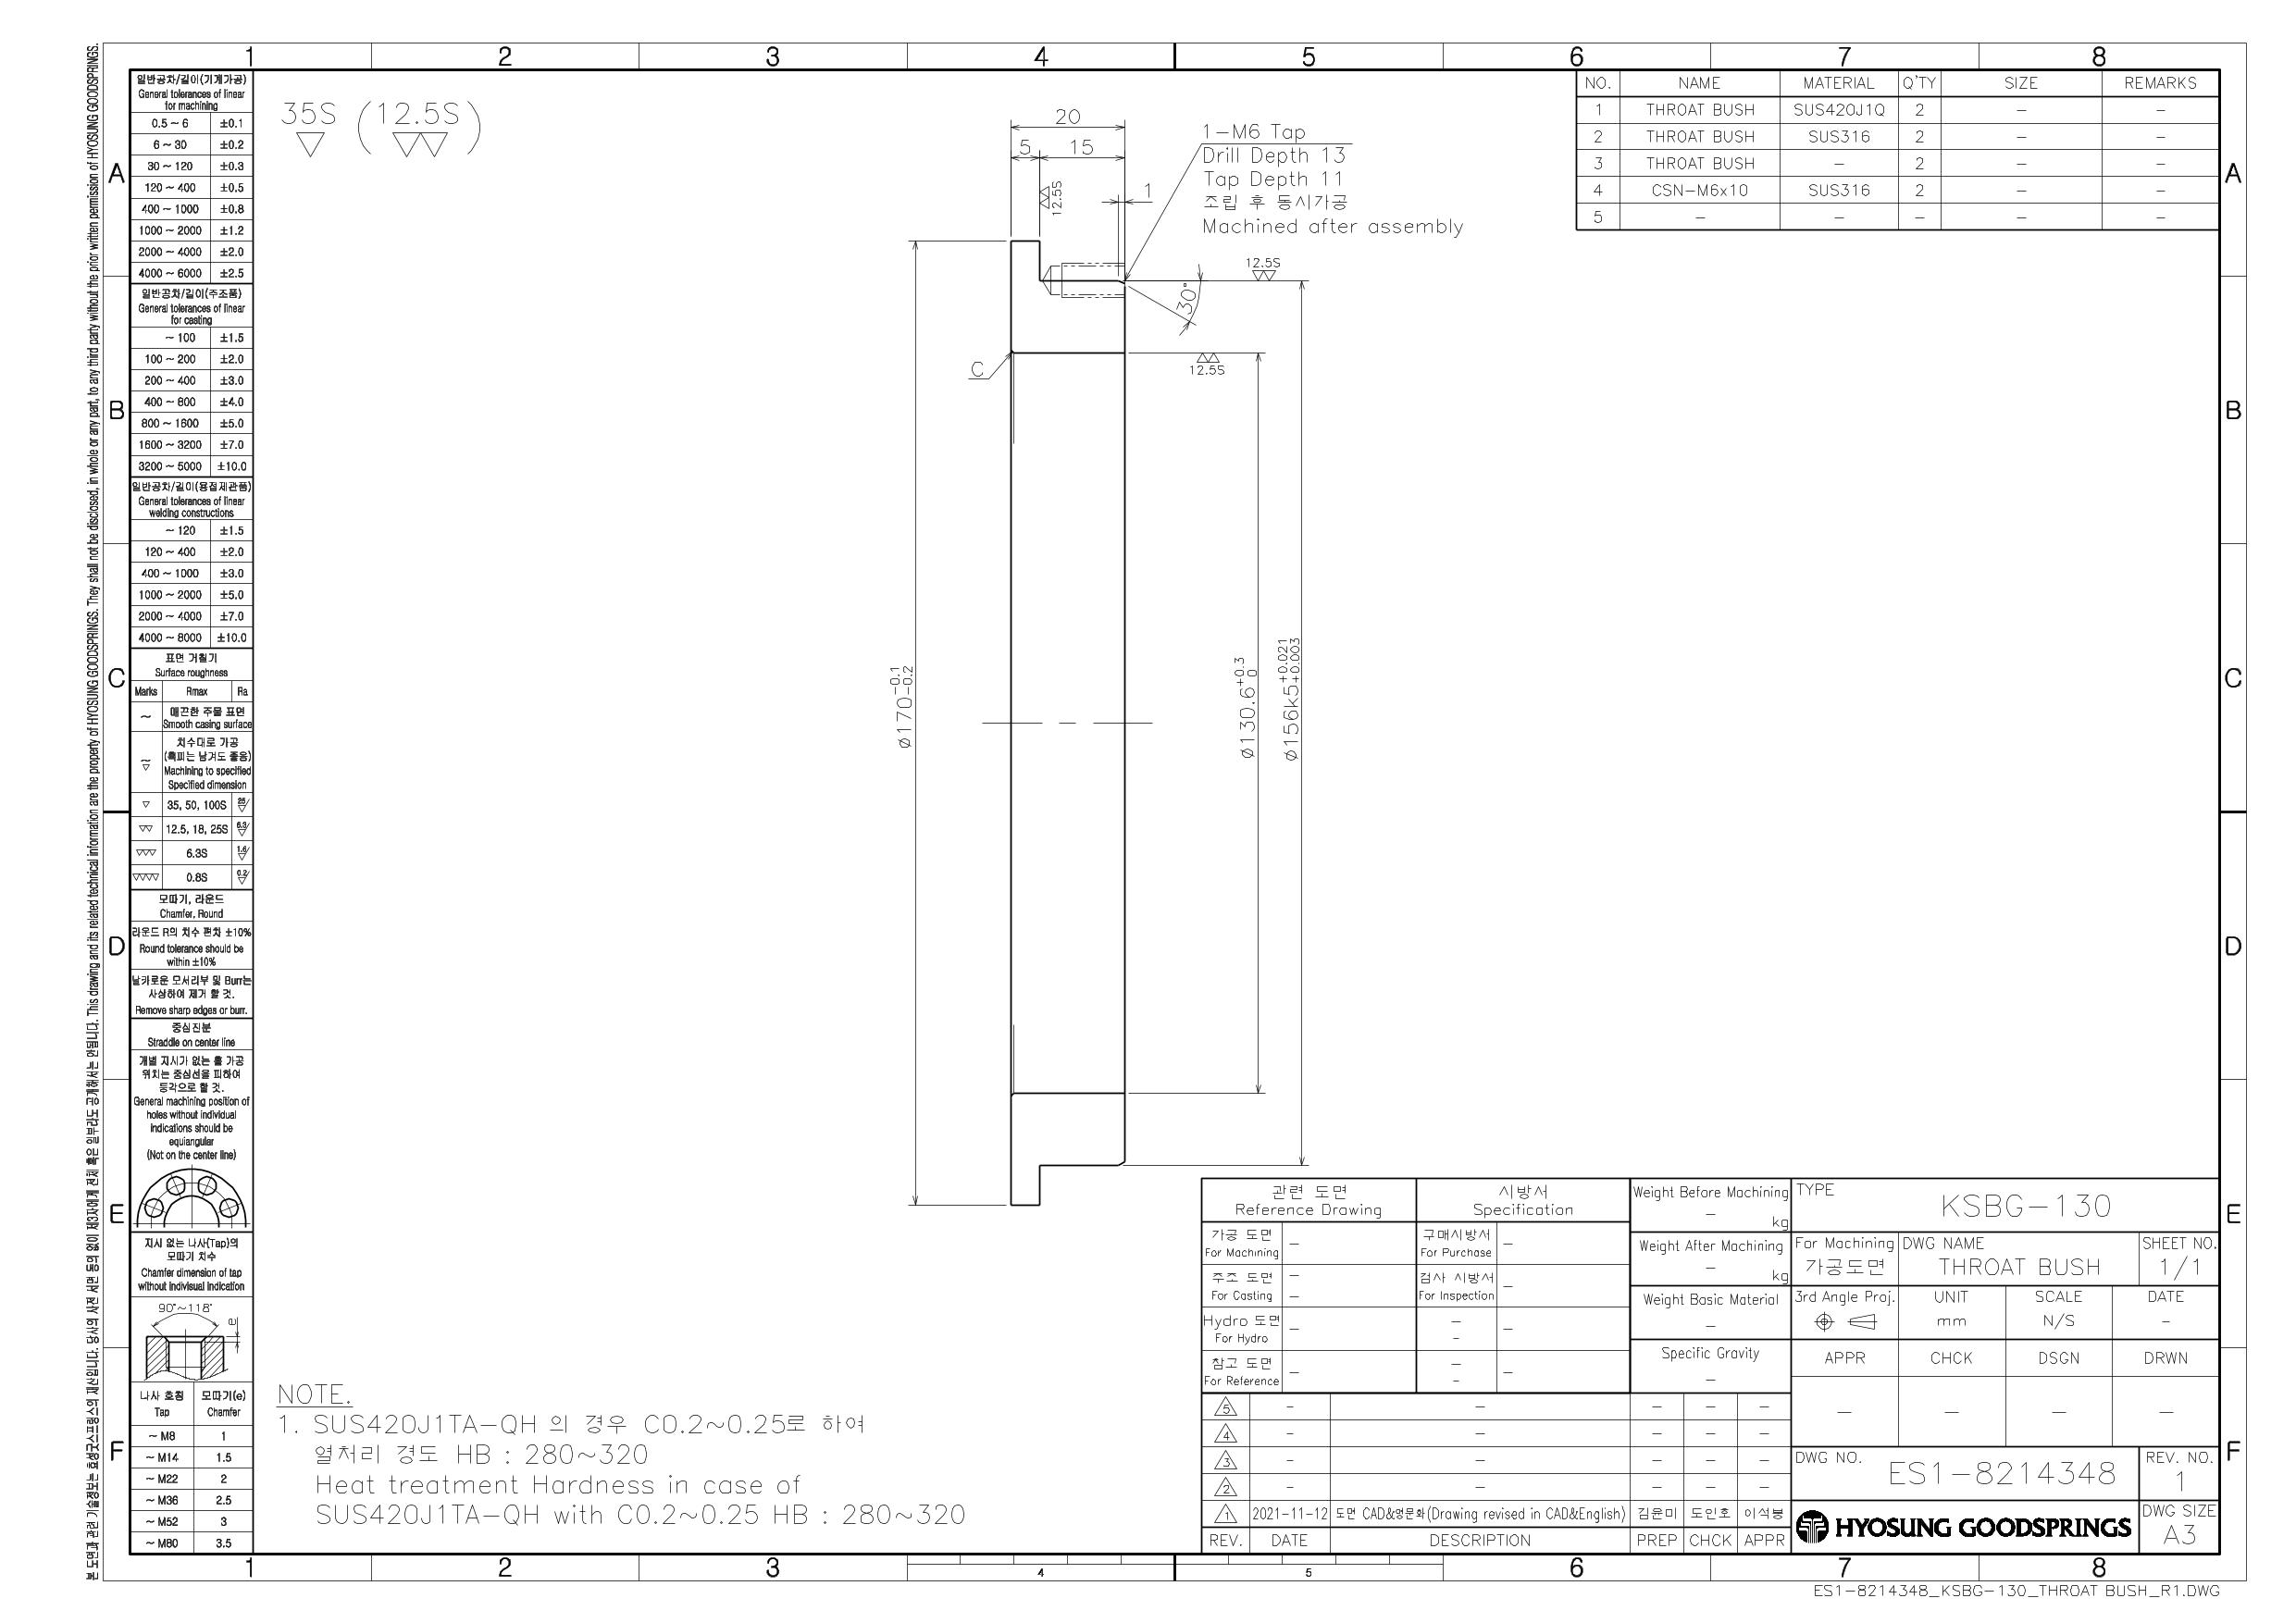 본 도면과 관련 기술정보는 효성굿스프링스의 재산입니다. 당사의 사전 서면 동의 없이 제3자에게 전체 혹은 일부라도 공개해서는 안됩니다. This drawing and its related technical information are the property of HYOSUNG GOODSPRINGS. They shall not be disclosed, in whole or any part, to any third party without the prior written permission of HYOSUNG GOODSPRINGS.
1 2 3 4 5 6 7 8
A
B
C
D
E
F
일반공차/길이(기계가공)
General tolerances of linear
for machining
0.5 ~ 6 ±0.1
6 ~ 30 ±0.2
30 ~ 120 ±0.3
120 ~ 400 ±0.5
400 ~ 1000 ±0.8
1000 ~ 2000 ±1.2
2000 ~ 4000 ±2.0
4000 ~ 6000 ±2.5
일반공차/길이(주조품)
General tolerances of linear
for casting
~ 100 ±1.5
100 ~ 200 ±2.0
200 ~ 400 ±3.0
400 ~ 800 ±4.0
800 ~ 1600 ±5.0
1600 ~ 3200 ±7.0
3200 ~ 5000 ±10.0
일반공차/길이(용접제관품)
General tolerances of linear
welding constructions
~ 120 ±1.5
120 ~ 400 ±2.0
400 ~ 1000 ±3.0
1000 ~ 2000 ±5.0
2000 ~ 4000 ±7.0
4000 ~ 8000 ±10.0
표면 거칠기
Surface roughness
Marks Rmax Ra
~ 매끈한 주물 표면
Smooth casing surface
치수대로 가공
(흑피는 남겨도 좋음)
Machining to specified
Specified dimension
▽ 35, 50, 100S 25
▽▽ 12.5, 18, 25S 6.3
▽▽▽ 6.3S 1.6
▽▽▽▽ 0.8S 0.2
모따기, 라운드
Chamfer, Round
라운드 R의 치수 편차 ±10%
Round tolerance should be
within ±10%
날카로운 모서리부 및 Burr는
사상하여 제거 할 것.
Remove sharp edges or burr.
중심진분
Straddle on center line
개별 지시가 없는 홀 가공
위치는 중심선을 피하여
등각으로 할 것.
General machining position of
holes without individual
indications should be
equiangular
(Not on the center line)
지시 없는 나사(Tap)의
모따기 치수
Chamfer dimension of tap
without indivisual indication
90°~118°
e
나사 호칭 모따기(e)
Tap Chamfer
~ M8 1
~ M14 1.5
~ M22 2
~ M36 2.5
~ M52 3
~ M80 3.5
35S (12.5S)
20
5 15
12.5S
1
1-M6 Tap
Drill Depth 13
Tap Depth 11
조립 후 동시가공
Machined after assembly
12.5S
30°
12.5S
C
ø170 -0.1 -0.2
ø130.6 +0.3 0
ø156k5 +0.021 +0.003
NO. NAME MATERIAL Q'TY SIZE REMARKS
1 THROAT BUSH SUS420J1Q 2 - -
2 THROAT BUSH SUS316 2 - -
3 THROAT BUSH - 2 - -
4 CSN-M6x10 SUS316 2 - -
5 - - - - -
NOTE.
1. SUS420J1TA-QH 의 경우 C0.2~0.25로 하여
열처리 경도 HB : 280~320
Heat treatment Hardness in case of
SUS420J1TA-QH with C0.2~0.25 HB : 280~320
관련 도면
Reference Drawing
시방서
Specification
가공 도면
For Machining -
구매시방서
For Purchase -
주조 도면 -
For Casting -
검사 시방서
For Inspection -
Hydro 도면
For Hydro -
- - -
참고 도면
For Reference -
- - -
Weight Before Machining
- kg
Weight After Machining
- kg
Weight Basic Material
-
Specific Gravity
-
TYPE
KSBG-130
For Machining
가공도면
DWG NAME
THROAT BUSH
SHEET NO.
1/1
3rd Angle Proj. UNIT SCALE DATE
mm N/S -
APPR CHCK DSGN DRWN
- - - -
5 - - - - -
4 - - - - -
3 - - - - -
2 - - - - -
1 2021-11-12 도면 CAD&영문화(Drawing revised in CAD&English) 김윤미 도인호 이석봉
REV. DATE DESCRIPTION PREP CHCK APPR
DWG NO.
ES1-8214348
REV. NO.
1
HYOSUNG GOODSPRINGS
DWG SIZE
A3
A
B
C
D
E
F
1 2 3 4 5 6 7 8
ES1-8214348_KSBG-130_THROAT BUSH_R1.DWG